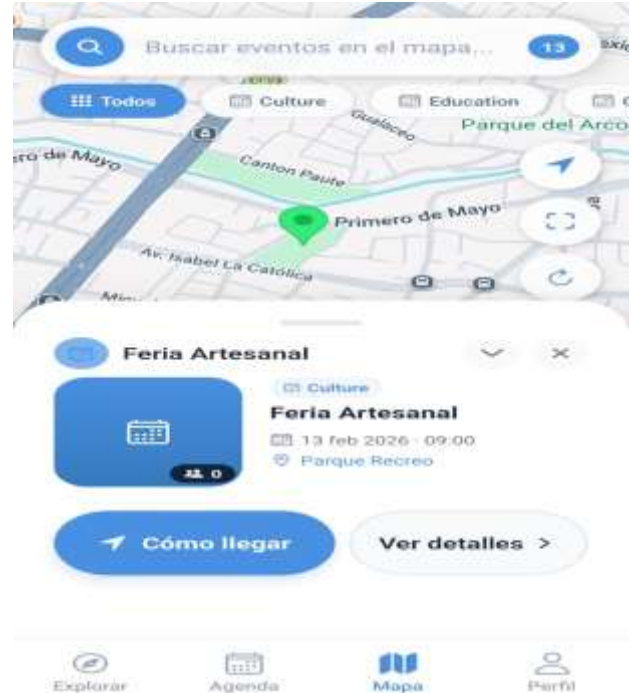 Buscar eventos en el mapa... 13
Todos Culture Education
Gualaceo
Parque del Arco
ro de Mayo
Canton Paute
Primero de Mayo
Av. Isabel La Católica
Feria Artesanal
Culture
Feria Artesanal
13 feb 2026 · 09:00
Parque Recreo
0
Cómo llegar Ver detalles >
Explorar Agenda Mapa Perfil